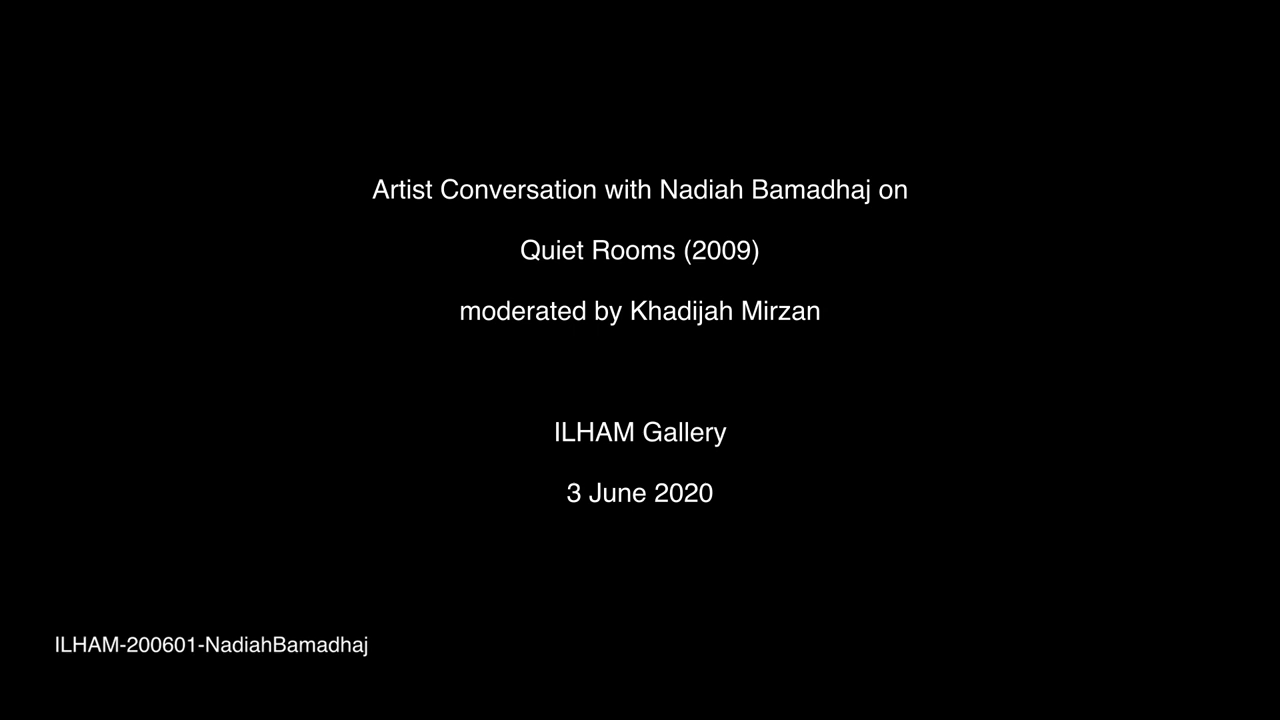 Artist Conversation with Nadiah Bamadhaj on
Quiet Rooms (2009)
moderated by Khadijah Mirzan
ILHAM Gallery
3 June 2020
ILHAM-200601-NadiahBamadhaj